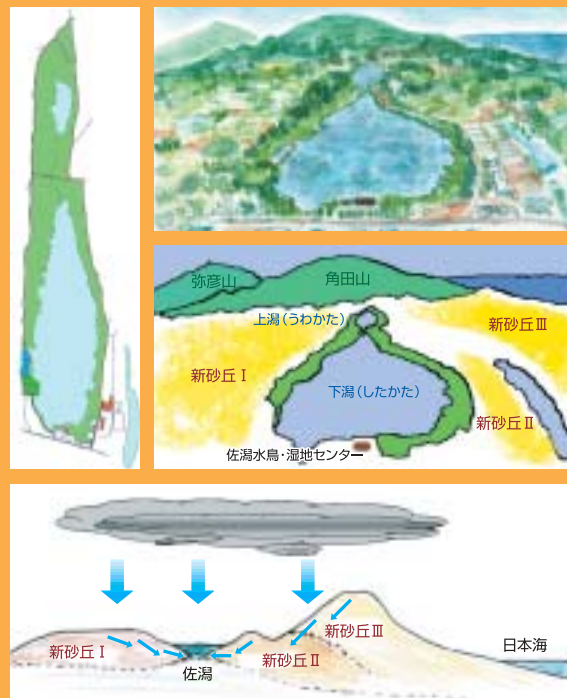 弥彦山
角田山
上潟（うわかた）
新砂丘Ⅲ
新砂丘Ⅰ
下潟（したかた）
新砂丘Ⅱ
佐潟水鳥・湿地センター
新砂丘Ⅰ
佐潟
新砂丘Ⅱ
新砂丘Ⅲ
日本海